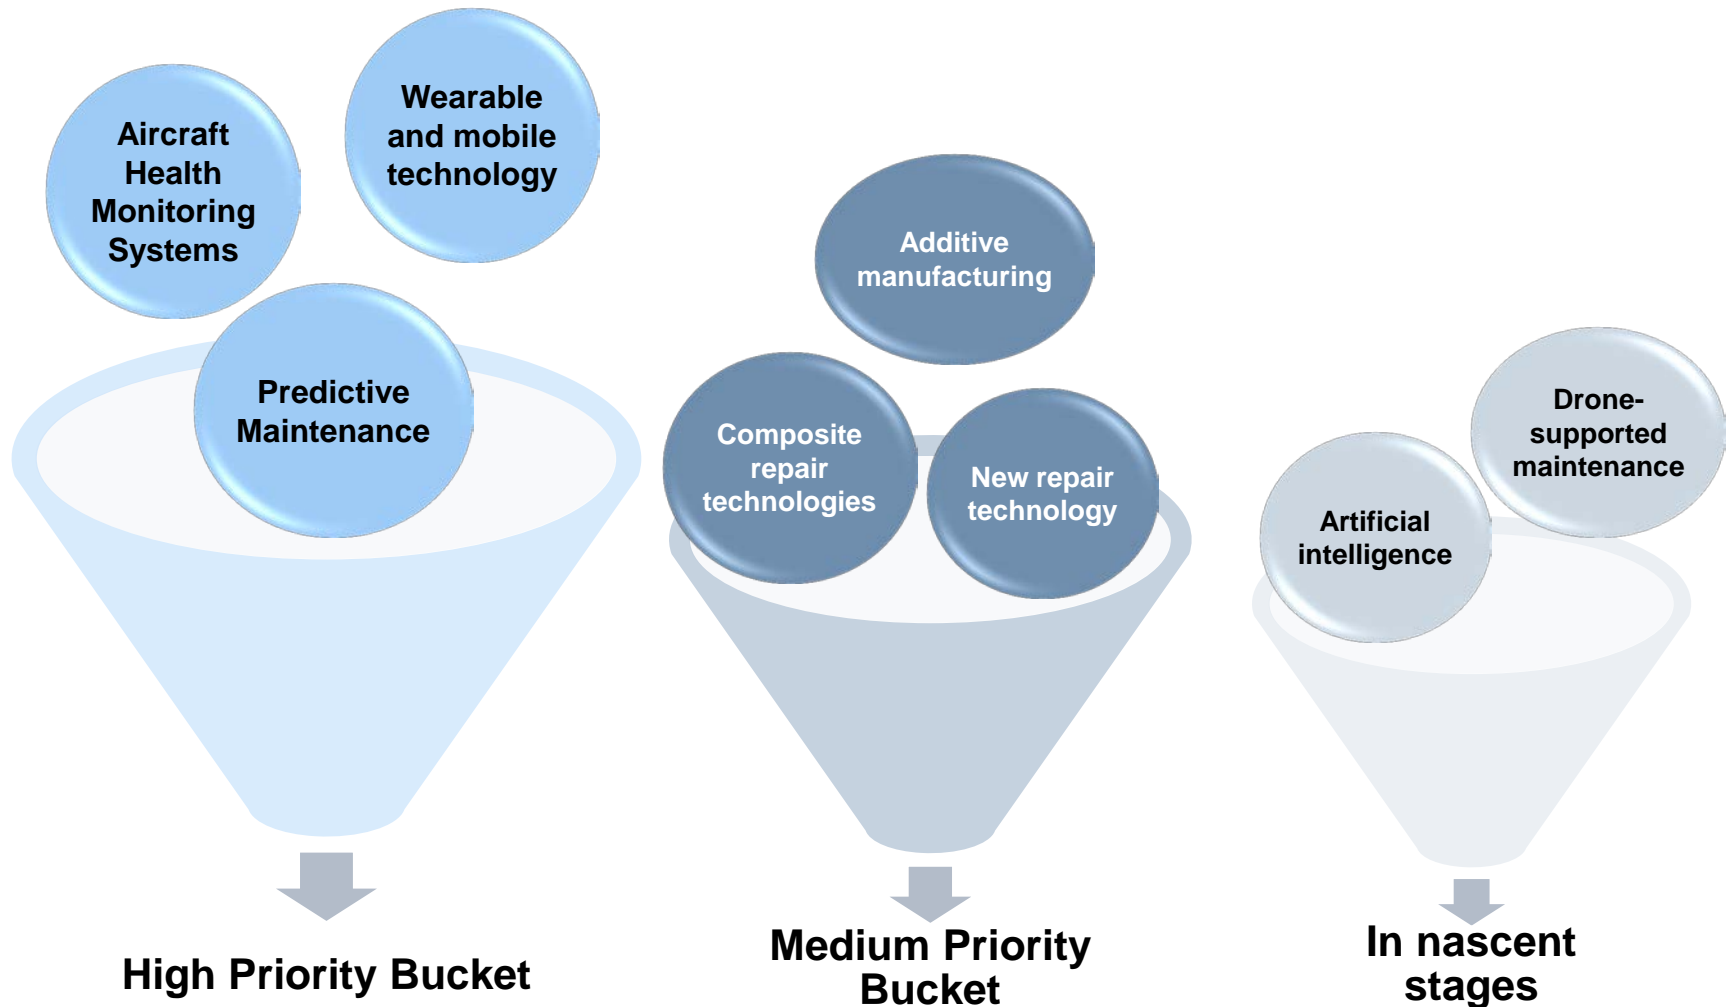 Aircraft
Health
Monitoring
Systems
Wearable
and mobile
technology
Predictive
Maintenance
High Priority Bucket
Additive
manufacturing
Composite
repair
technologies
New repair
technology
Medium Priority
Bucket
Drone-
supported
maintenance
Artificial
intelligence
In nascent
stages